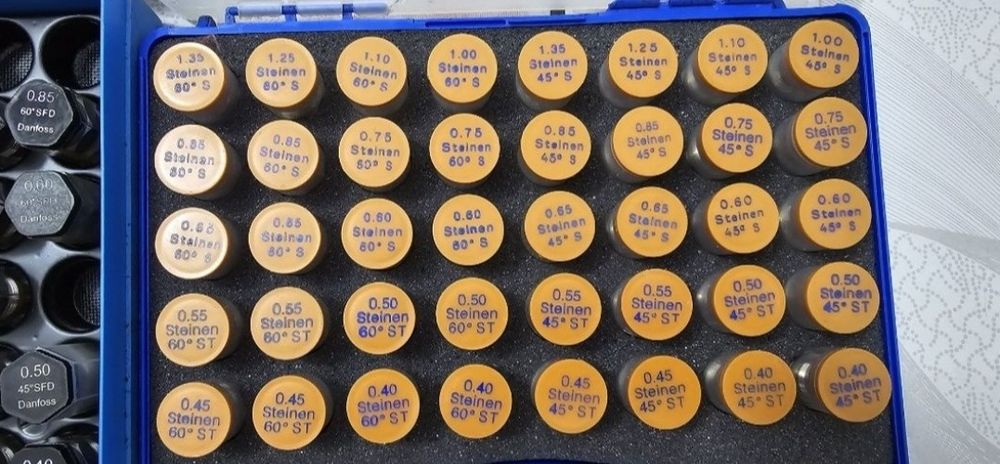 0.85
60°SFD
Danfoss
0.60
60°SFD
Danfoss
0.50
45°SFD
Danfoss
1.35
Steinen
60° S
1.25
Steinen
60° S
1.10
Steinen
60° S
1.00
Steinen
60° S
1.35
Steinen
45° S
1.25
Steinen
45° S
1.10
Steinen
45° S
1.00
Steinen
45° S
0.85
Steinen
60° S
0.85
Steinen
60° S
0.75
Steinen
60° S
0.75
Steinen
60° S
0.85
Steinen
45° S
0.85
Steinen
45° S
0.75
Steinen
45° S
0.75
Steinen
45° S
Steinen
60° S
0.65
Steinen
60° S
0.60
Steinen
60° S
0.60
Steinen
60° S
0.65
Steinen
45° S
0.65
Steinen
45° S
0.60
Steinen
45° S
0.60
Steinen
45° S
0.55
Steinen
60° ST
0.55
Steinen
60° ST
0.50
Steinen
60° ST
0.50
Steinen
60° ST
0.55
Steinen
45° ST
0.55
Steinen
45° ST
0.50
Steinen
45° ST
0.50
Steinen
45° ST
0.45
Steinen
60° ST
0.45
Steinen
60° ST
0.40
Steinen
60° ST
0.40
Steinen
60° ST
0.45
Steinen
45° ST
0.45
Steinen
45° ST
0.40
Steinen
45° ST
0.40
Steinen
45° ST